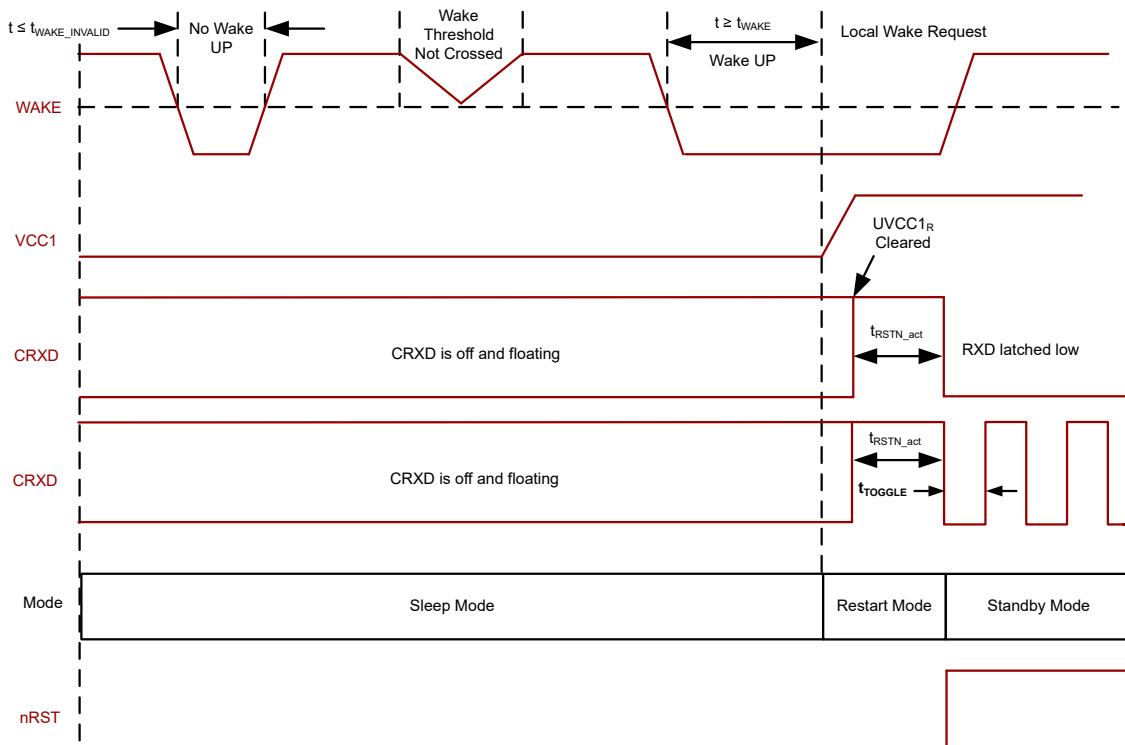 t ≤ tWAKE_INVALID
No Wake
UP
Wake
Threshold
Not Crossed
t ≥ tWAKE
Wake UP
Local Wake Request
WAKE
VCC1
UVCC1R
Cleared
CRXD
CRXD is off and floating
tRSTN_act
RXD latched low
CRXD
CRXD is off and floating
tRSTN_act
tTOGGLE
Mode
Sleep Mode
Restart Mode
Standby Mode
nRST